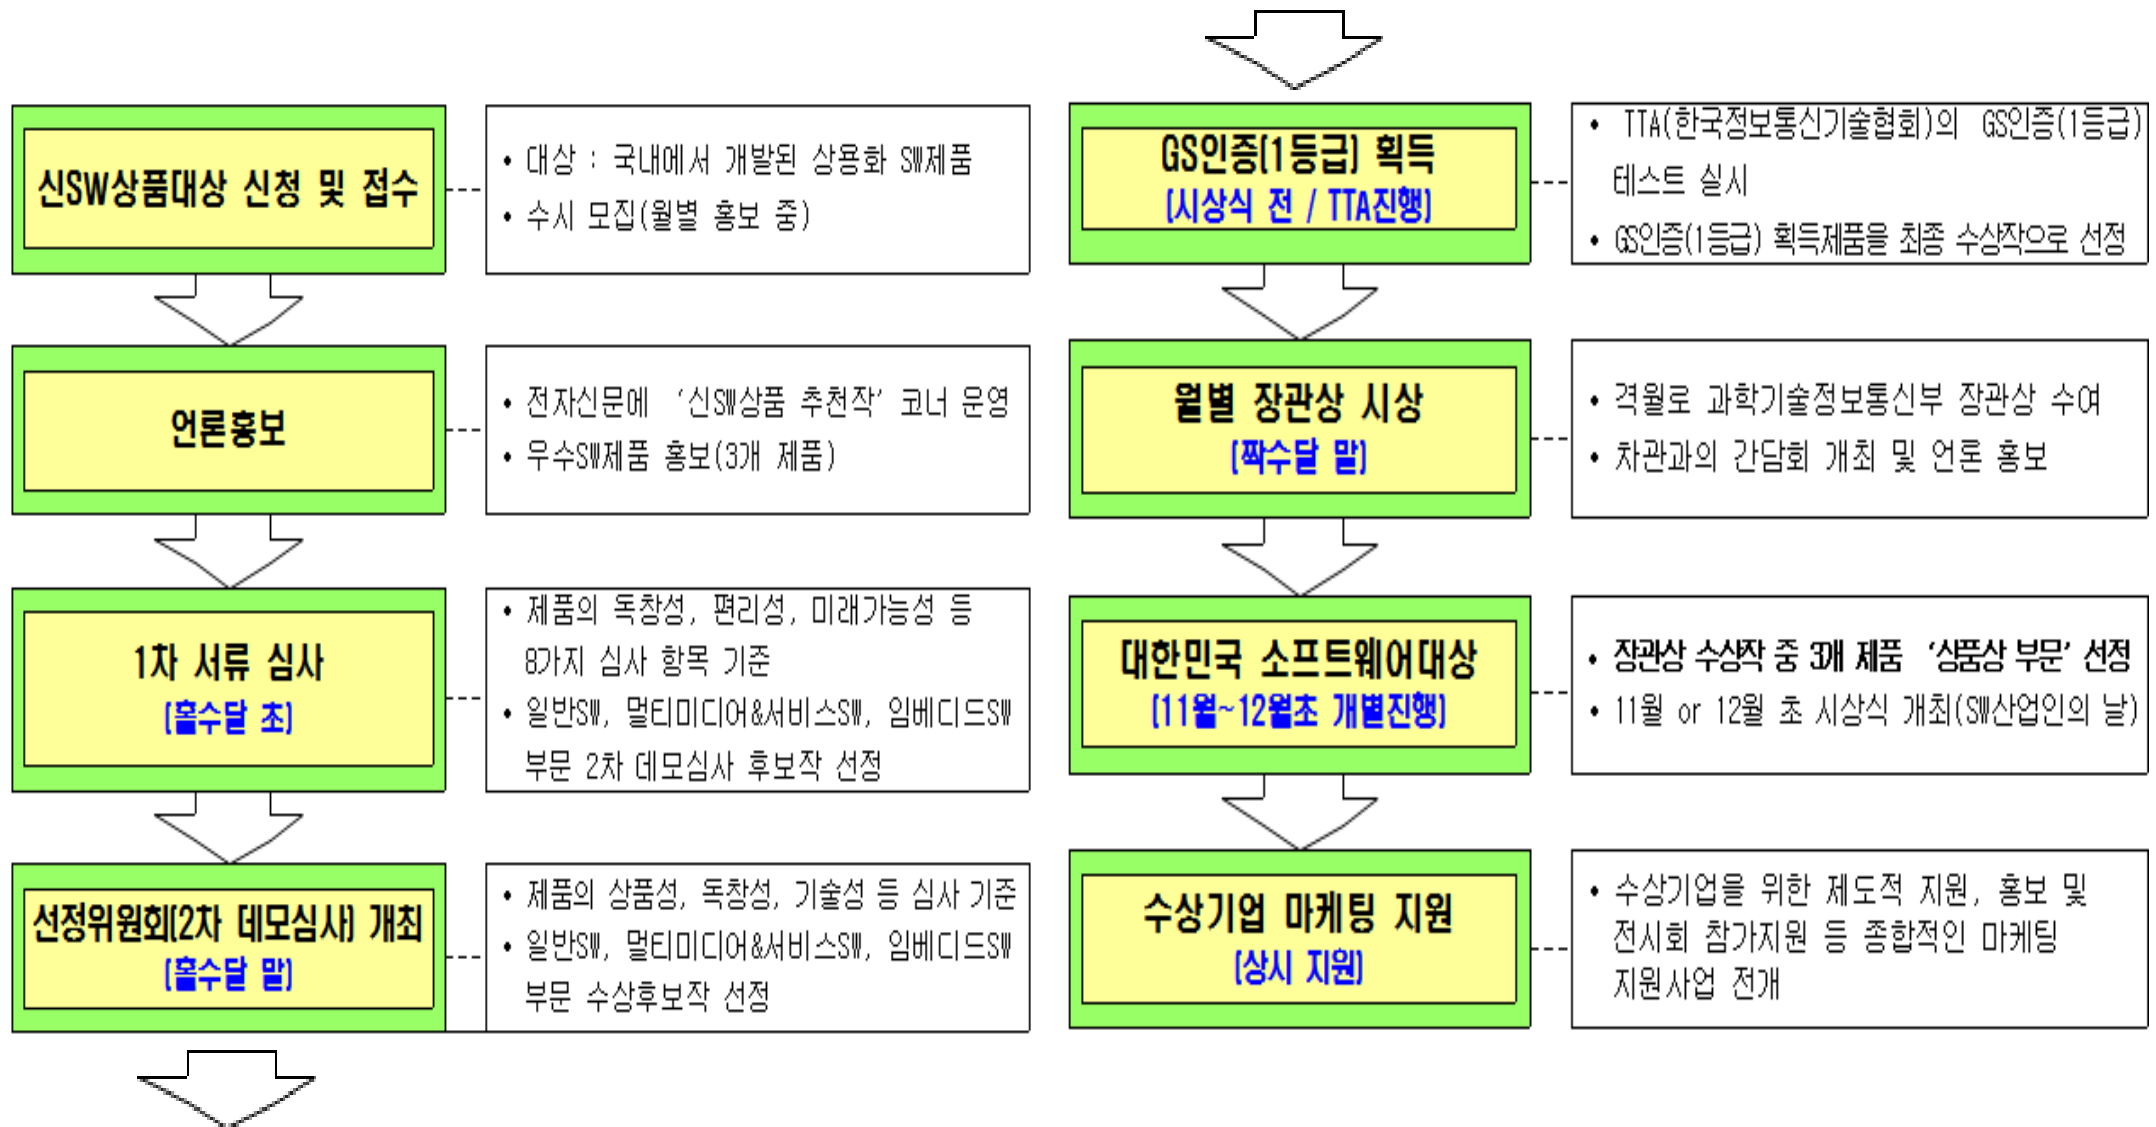 신SW상품대상 신청 및 접수
• 대상 : 국내에서 개발된 상용화 SW제품
• 수시 모집(월별 홍보 중)
언론홍보
• 전자신문에 ‘신SW상품 추천작’ 코너 운영
• 우수SW제품 홍보(3개 제품)
1차 서류 심사
(홀수달 초)
• 제품의 독창성, 편리성, 미래가능성 등
8가지 심사 항목 기준
• 일반SW, 멀티미디어&서비스SW, 임베디드SW
부문 2차 데모심사 후보작 선정
선정위원회(2차 데모심사) 개최
(홀수달 말)
• 제품의 상품성, 독창성, 기술성 등 심사 기준
• 일반SW, 멀티미디어&서비스SW, 임베디드SW
부문 수상후보작 선정
GS인증(1등급) 획득
(시상식 전 / TTA진행)
• TTA(한국정보통신기술협회)의 GS인증(1등급)
테스트 실시
• GS인증(1등급) 획득제품을 최종 수상작으로 선정
월별 장관상 시상
(짝수달 말)
• 격월로 과학기술정보통신부 장관상 수여
• 차관과의 간담회 개최 및 언론 홍보
대한민국 소프트웨어대상
(11월~12월초 개별진행)
• 장관상 수상작 중 3개 제품 ‘상품상 부문’ 선정
• 11월 or 12월 초 시상식 개최(SW산업인의 날)
수상기업 마케팅 지원
(상시 지원)
• 수상기업을 위한 제도적 지원, 홍보 및
전시회 참가지원 등 종합적인 마케팅
지원사업 전개